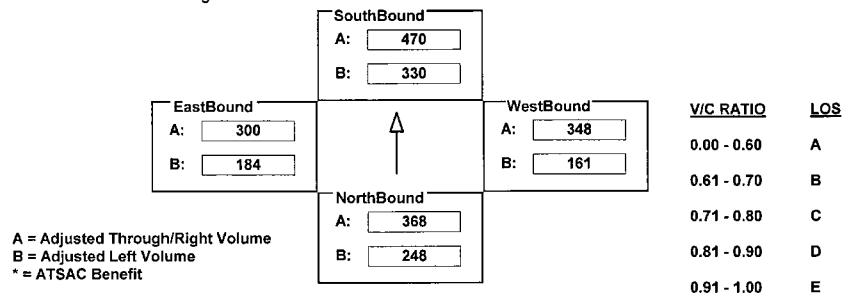 SouthBound
A: 470
B: 330
EastBound
A: 300
B: 184
WestBound
A: 348
B: 161
NorthBound
A: 368
B: 248
A = Adjusted Through/Right Volume
B = Adjusted Left Volume
* = ATSAC Benefit
V/C RATIO LOS
0.00 - 0.60 A
0.61 - 0.70 B
0.71 - 0.80 C
0.81 - 0.90 D
0.91 - 1.00 E